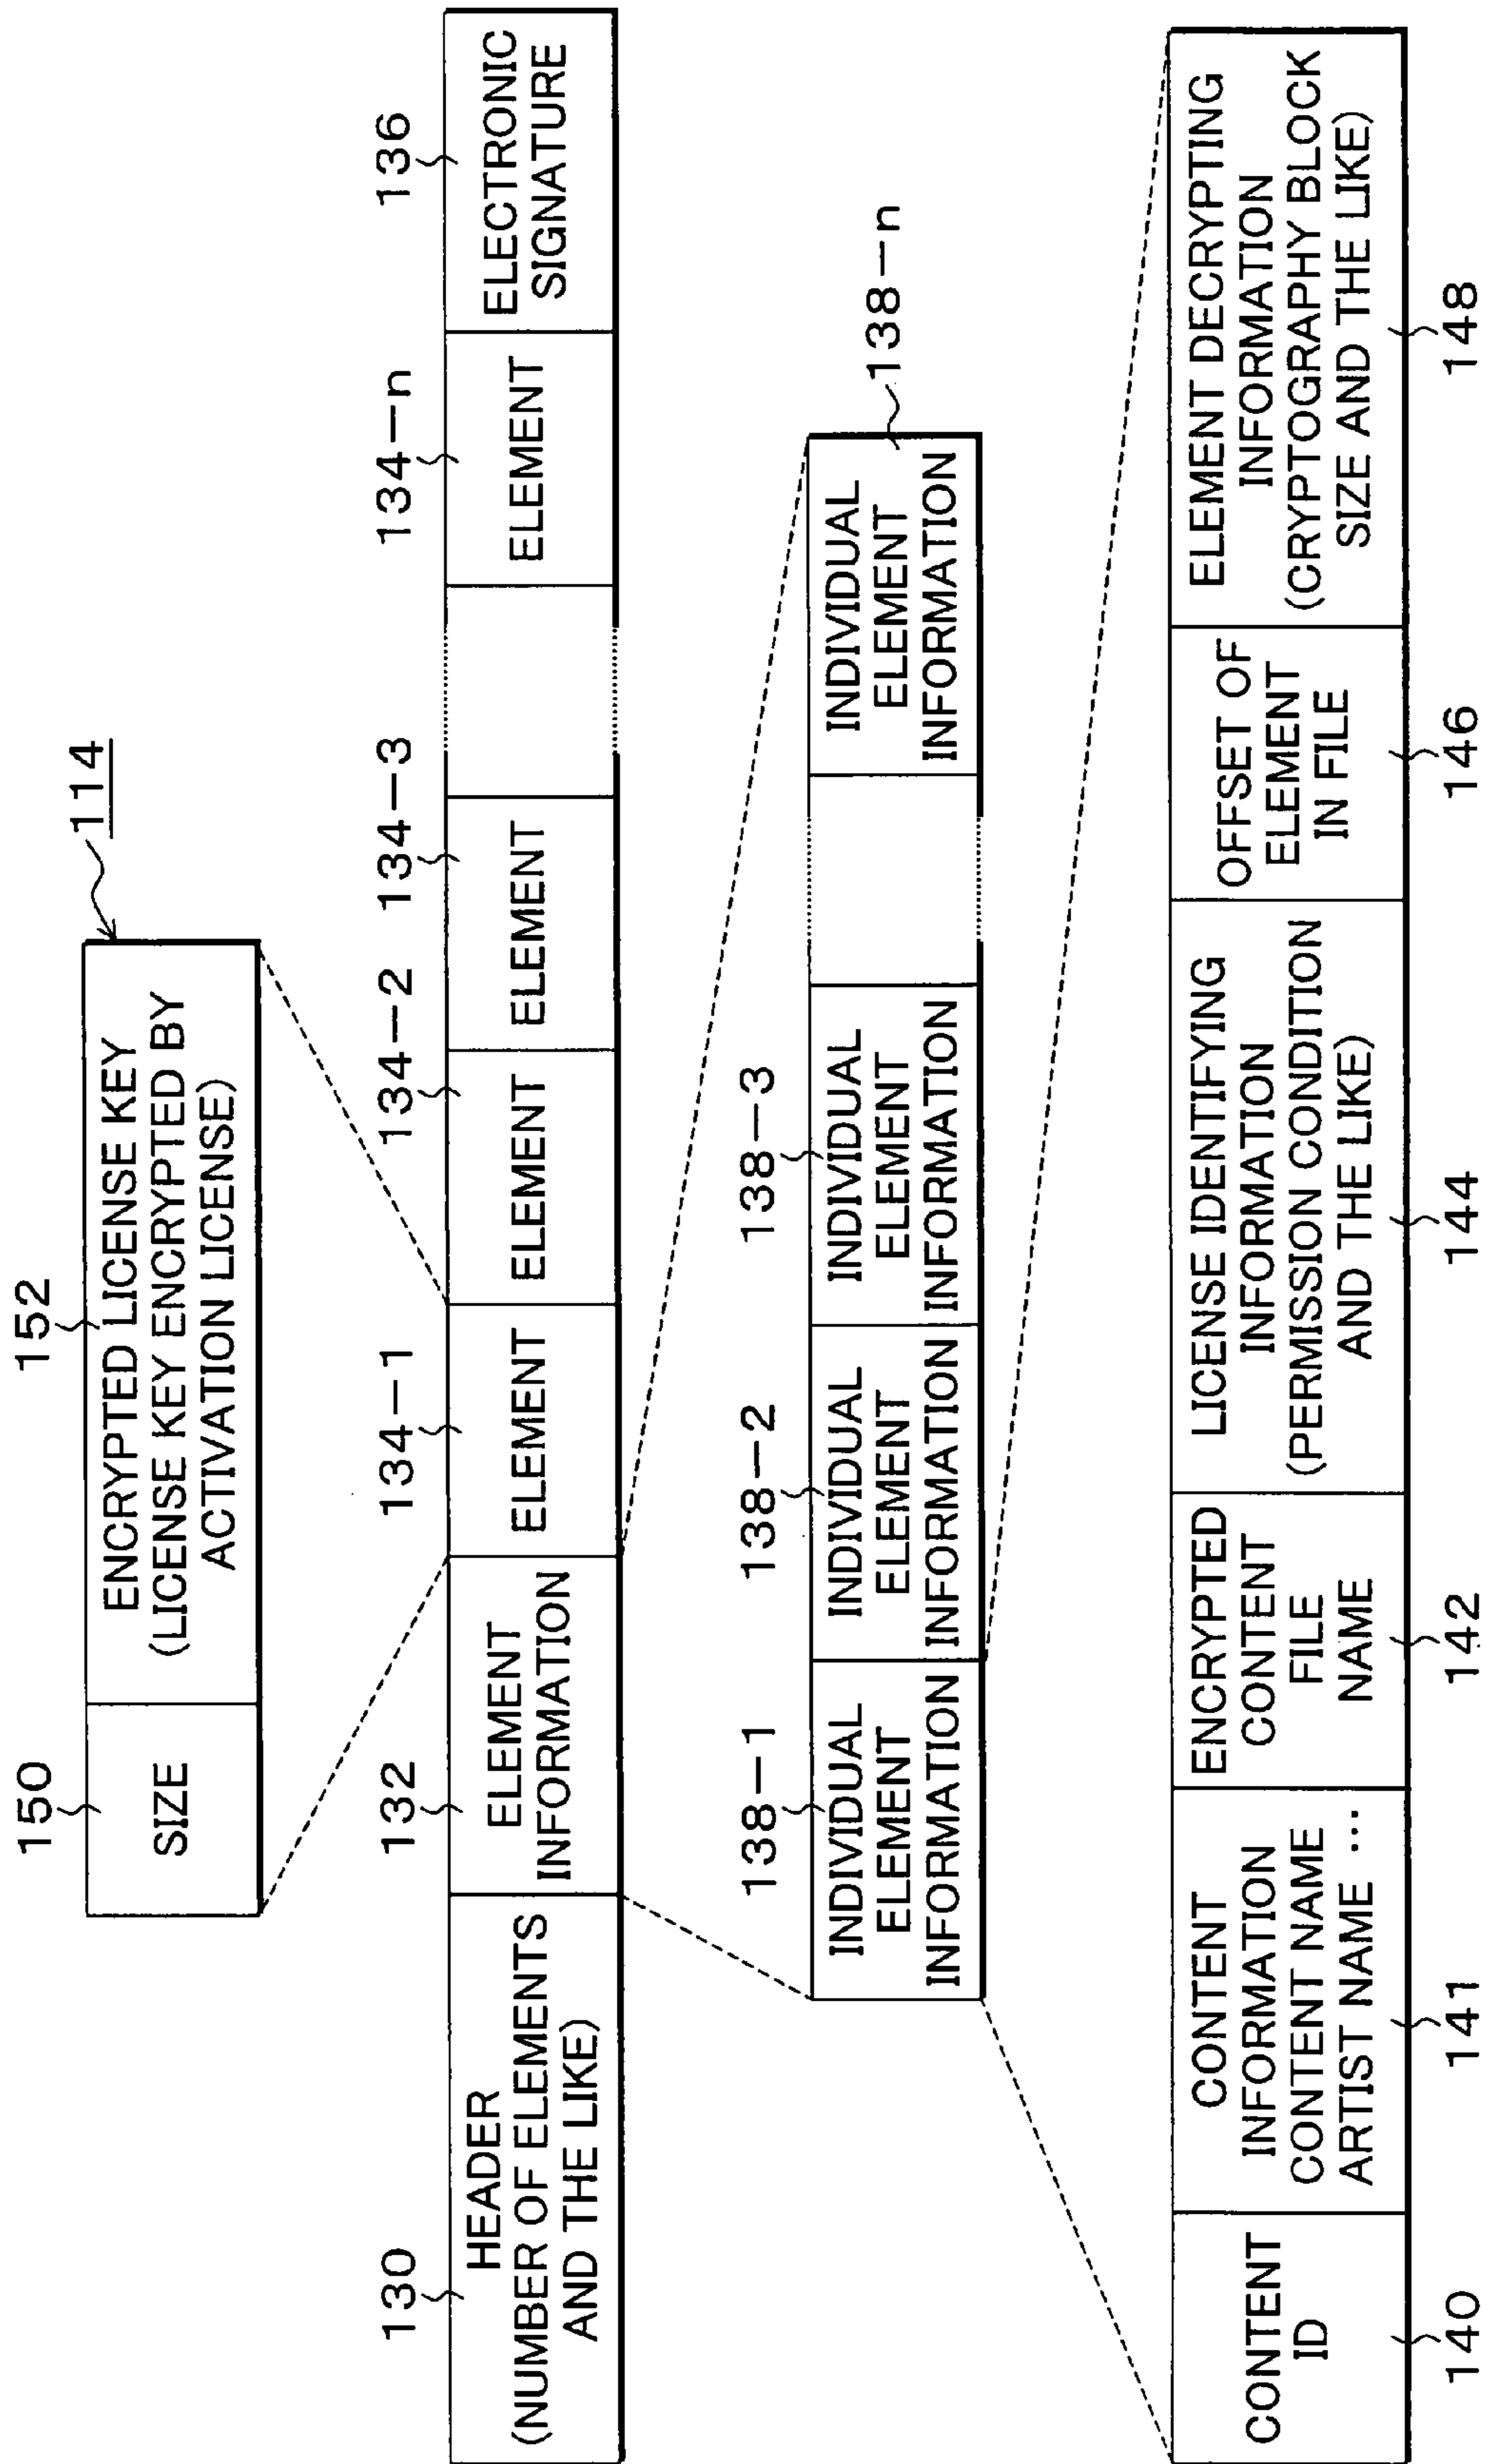 114
150
152
SIZE
ENCRYPTED LICENSE KEY
(LICENSE KEY ENCRYPTED BY
ACTIVATION LICENSE)
130
132
134-1
134-2
134-3
134-n
136
HEADER
(NUMBER OF ELEMENTS
AND THE LIKE)
ELEMENT
INFORMATION
ELEMENT
ELEMENT
ELEMENT
ELEMENT
ELECTRONIC
SIGNATURE
138-1
138-2
138-3
138-n
INDIVIDUAL
ELEMENT
INFORMATION
INDIVIDUAL
ELEMENT
INFORMATION
INDIVIDUAL
ELEMENT
INFORMATION
INDIVIDUAL
ELEMENT
INFORMATION
CONTENT
ID
CONTENT
INFORMATION
CONTENT NAME
ARTIST NAME ...
ENCRYPTED
CONTENT
FILE
NAME
LICENSE IDENTIFYING
INFORMATION
(PERMISSION CONDITION
AND THE LIKE)
OFFSET OF
ELEMENT
IN FILE
ELEMENT DECRYPTING
INFORMATION
(CRYPTOGRAPHY BLOCK
SIZE AND THE LIKE)
140
141
142
144
146
148